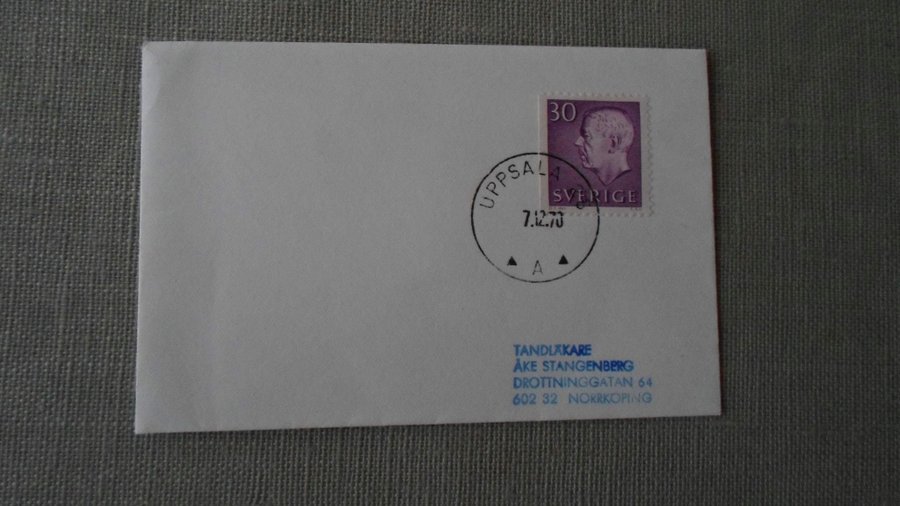 30
SVERIGE
UPPSALA
7.12.70
A
TANDLÄKARE
ÅKE STANGENBERG
DROTTNINGGATAN 64
602 32 NORRKÖPING